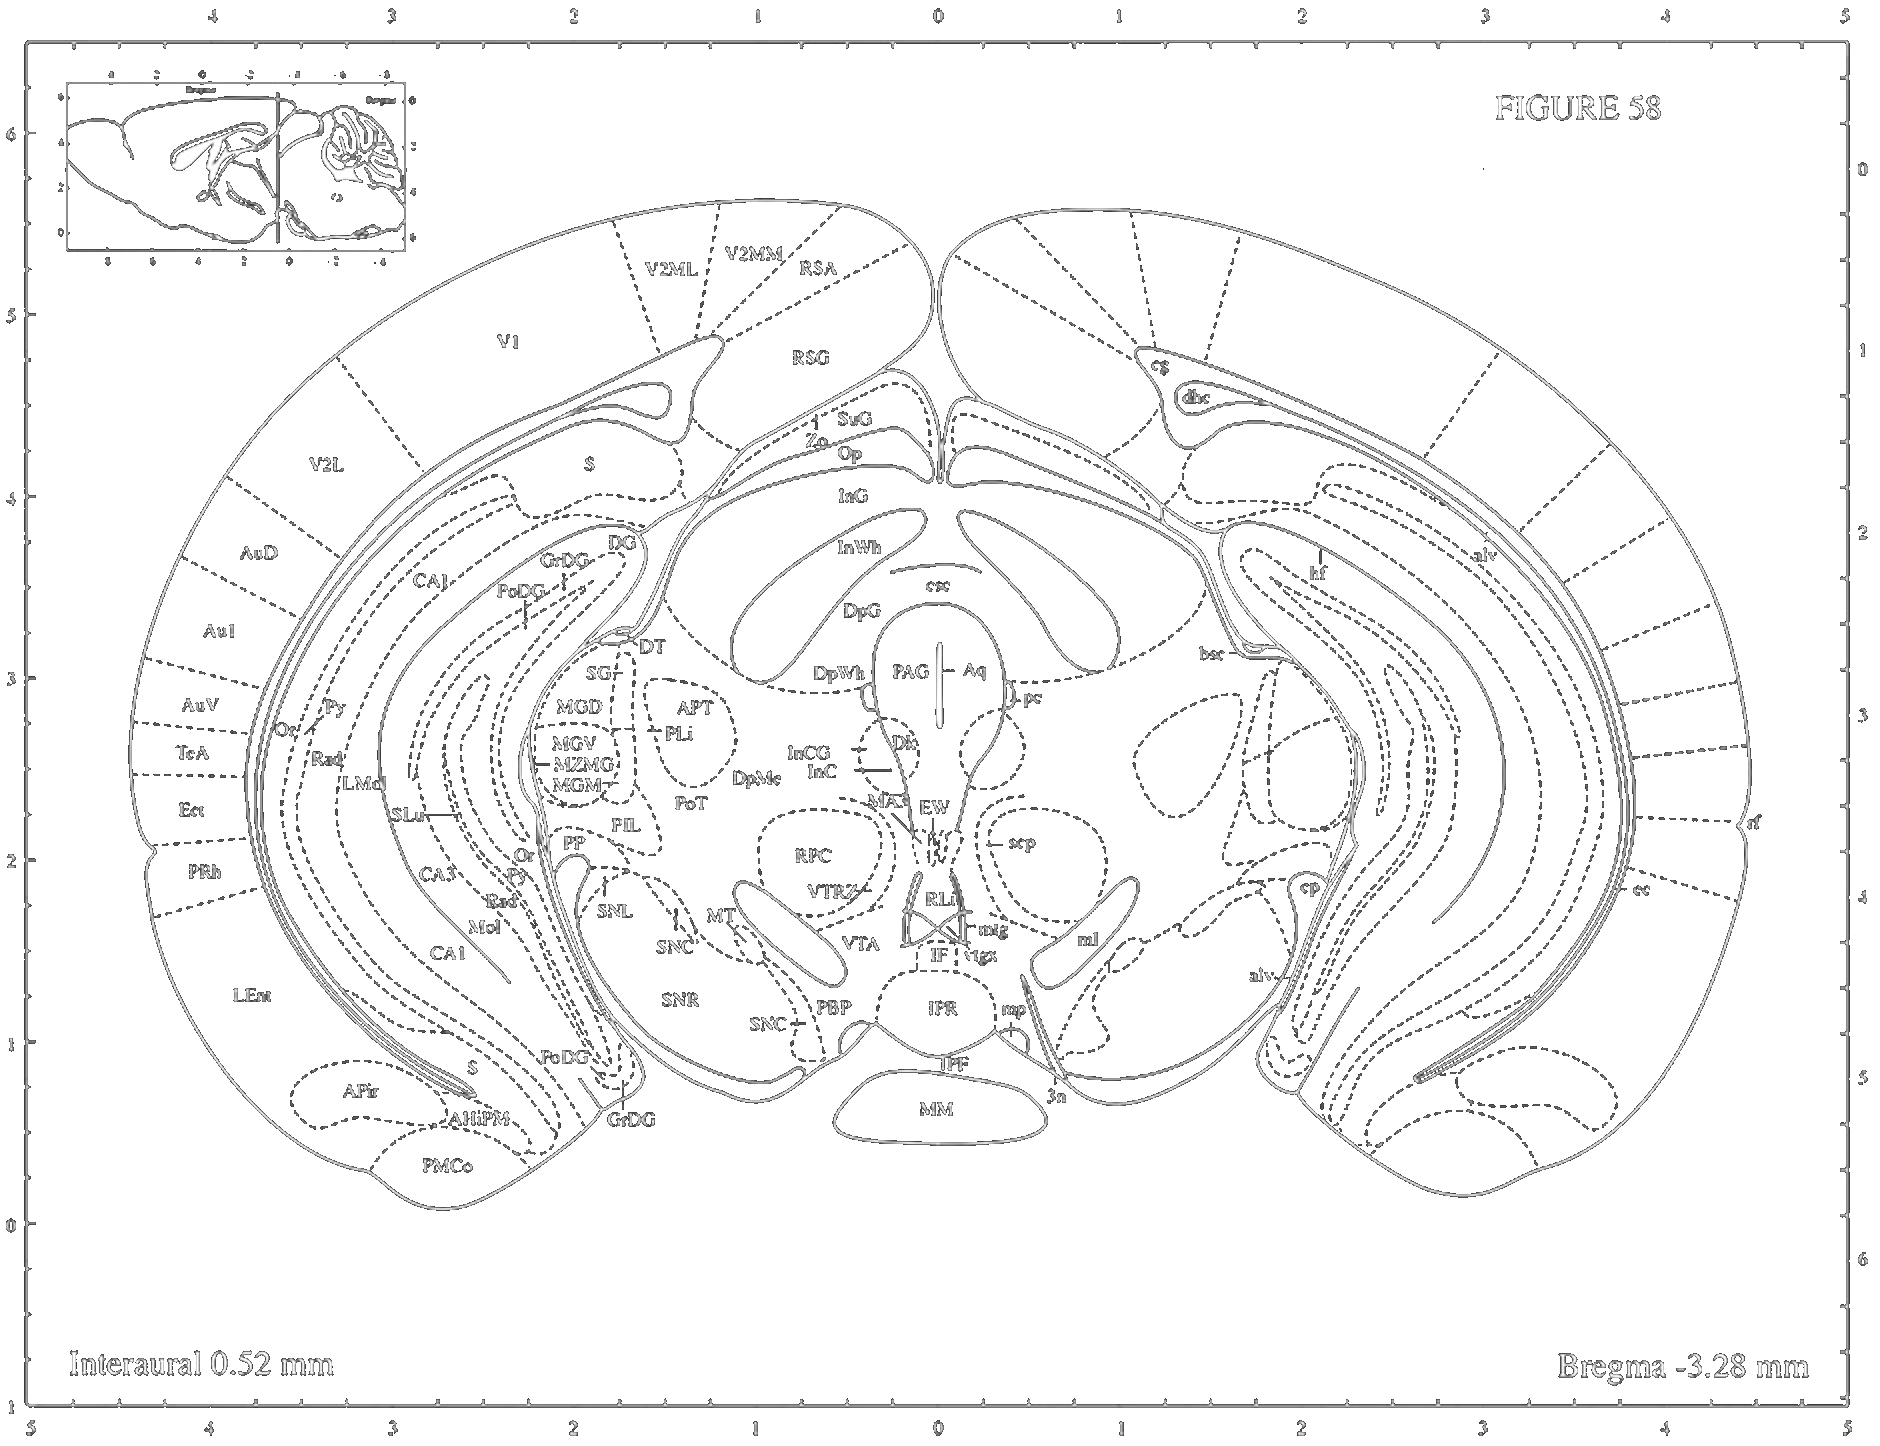 4 3 2 1 0 1 2 3 4 5
FIGURE 58
Bregma
Bregma
V2ML
V2MM
RSA
V1
RSG
cg
dhc
V2L
S
SuG
Zo
Op
InG
AuD
CA1
GrDG
DG
PoDG
InWh
csc
DpG
hf
alv
Au1
DT
bsc
SG
DpWh
PAG
Aq
pc
AuV
Py
Or
MGD
APT
PLi
TeA
Rad
LMol
MGV
MZMG
MGM
InCG
InC
Dk
DpMe
Ect
SLu
PoT
MA3
EW
PIL
PP
RPC
scp
rf
PRh
CA3
Or
Py
Rad
Mol
SNL
MT
VTRZ
RLi
cp
ec
SNC
VTA
mtg
vtgx
ml
IF
CA1
alv
LEnt
SNR
SNC
PBP
IPR
mp
S
PoDG
IPF
3n
APir
AHiPM
GrDG
MM
PMCo
6
5
4
3
2
1
0
1
0
1
2
3
4
5
6
Interaural 0.52 mm
Bregma -3.28 mm
5 4 3 2 1 0 1 2 3 4 5